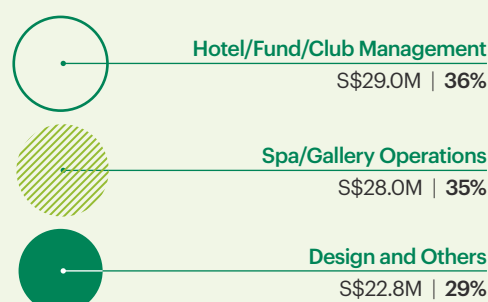 Hotel/Fund/Club Management
S$29.0M | 36%
Spa/Gallery Operations
S$28.0M | 35%
Design and Others
S$22.8M | 29%